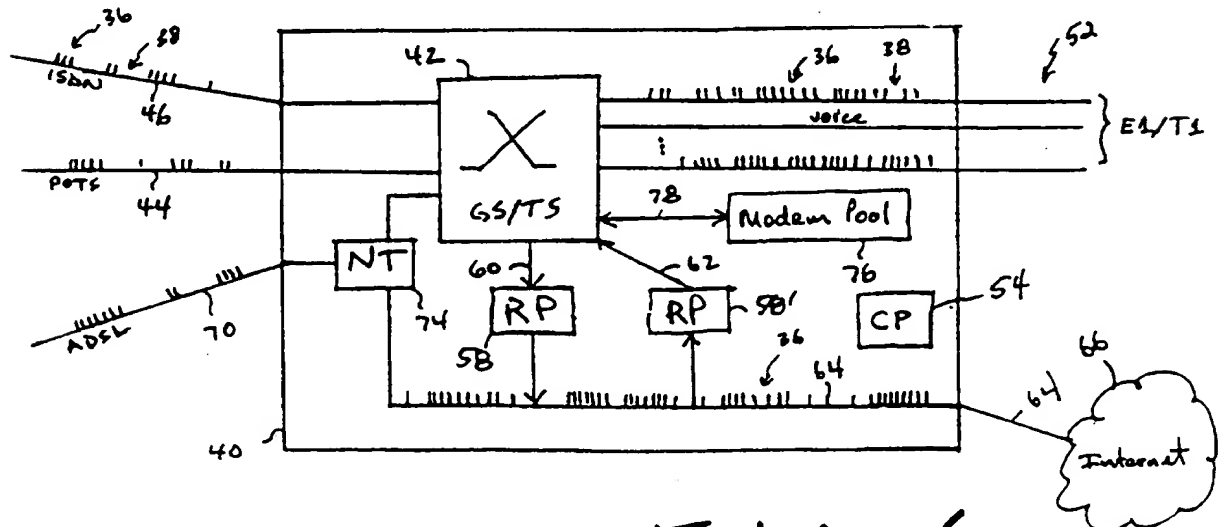 36
38
ISDN
46
42
36
38
52
voice
E1/T1
POTS
44
GS/TS
78
Modem Pool
76
NT
74
60
62
RP
58
RP
58'
CP
54
ADSL
70
36
64
66
64
Internet
40